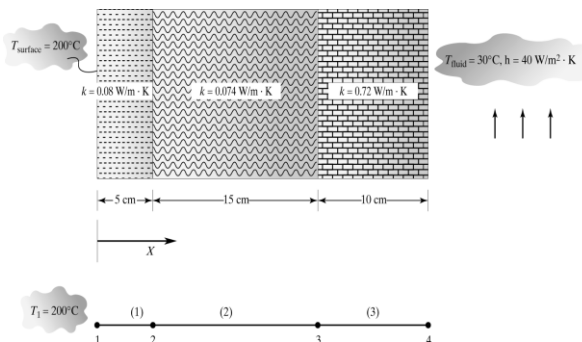 T_surface = 200°C
T_fluid = 30°C, h = 40 W/m² · K
k = 0.08 W/m · K
k = 0.074 W/m · K
k = 0.72 W/m · K
5 cm
15 cm
10 cm
X
T₁ = 200°C
(1)
(2)
(3)
1
2
3
4